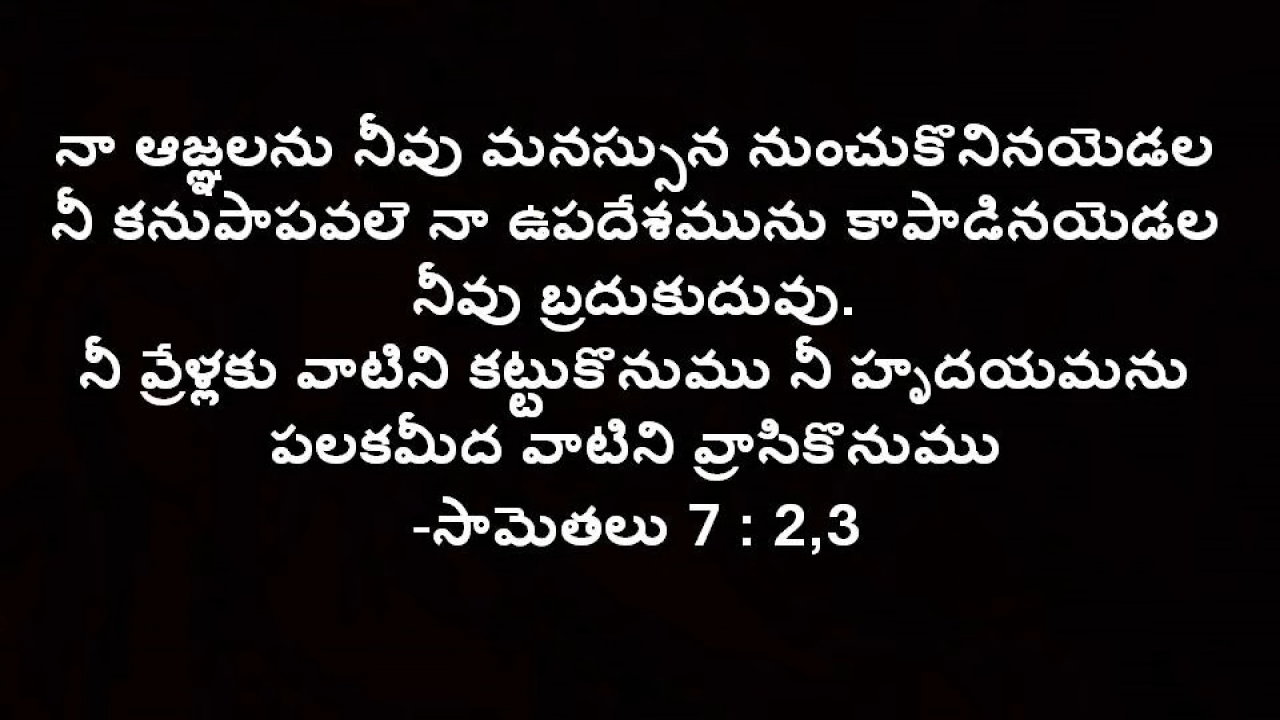 నా ఆజ్ఞలను నీవు మనస్సున నుంచుకొనినయెడల
నీ కనుపాపవలె నా ఉపదేశమును కాపాడినయెడల
నీవు బ్రదుకుదువు.
నీ వ్రేళ్లకు వాటిని కట్టుకొనుము నీ హృదయమను
పలకమీద వాటిని వ్రాసికొనుము
-సామెతలు 7 : 2,3